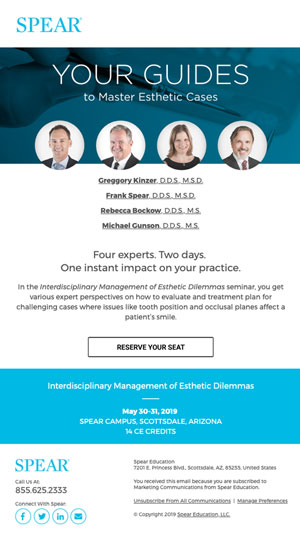 SPEAR
YOUR GUIDES
to Master Esthetic Cases
Greggory Kinzer, D.D.S., M.S.D.
Frank Spear, D.D.S., M.S.D.
Rebecca Bockow, D.D.S., M.S.
Michael Gunson, D.D.S., M.D.
Four experts. Two days.
One instant impact on your practice.
In the Interdisciplinary Management of Esthetic Dilemmas seminar, you get
various expert perspectives on how to evaluate and treatment plan for
challenging cases where issues like tooth position and occlusal planes affect a
patient's smile.
RESERVE YOUR SEAT
Interdisciplinary Management of Esthetic Dilemmas
May 30-31, 2019
SPEAR CAMPUS, SCOTTSDALE, ARIZONA
14 CE CREDITS
SPEAR
Call Us At:
855.625.2333
Connect With Spear:
Spear Education
7201 E. Princess Blvd., Scottsdale, AZ, 85255, United States
You received this email because you are subscribed to
Marketing Communications from Spear Education.
Unsubscribe From All Communications | Manage Preferences
© Copyright 2019 Spear Education, LLC.